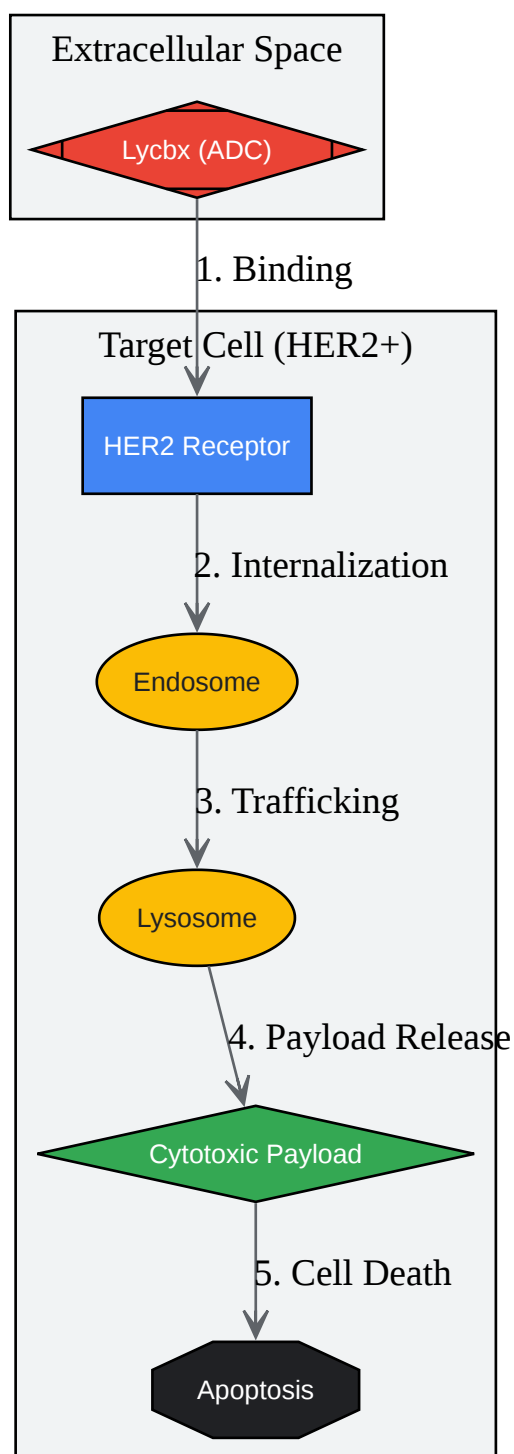 Extracellular Space
Lycbx (ADC)
1. Binding
Target Cell (HER2+)
HER2 Receptor
2. Internalization
Endosome
3. Trafficking
Lysosome
4. Payload Release
Cytotoxic Payload
5. Cell Death
Apoptosis